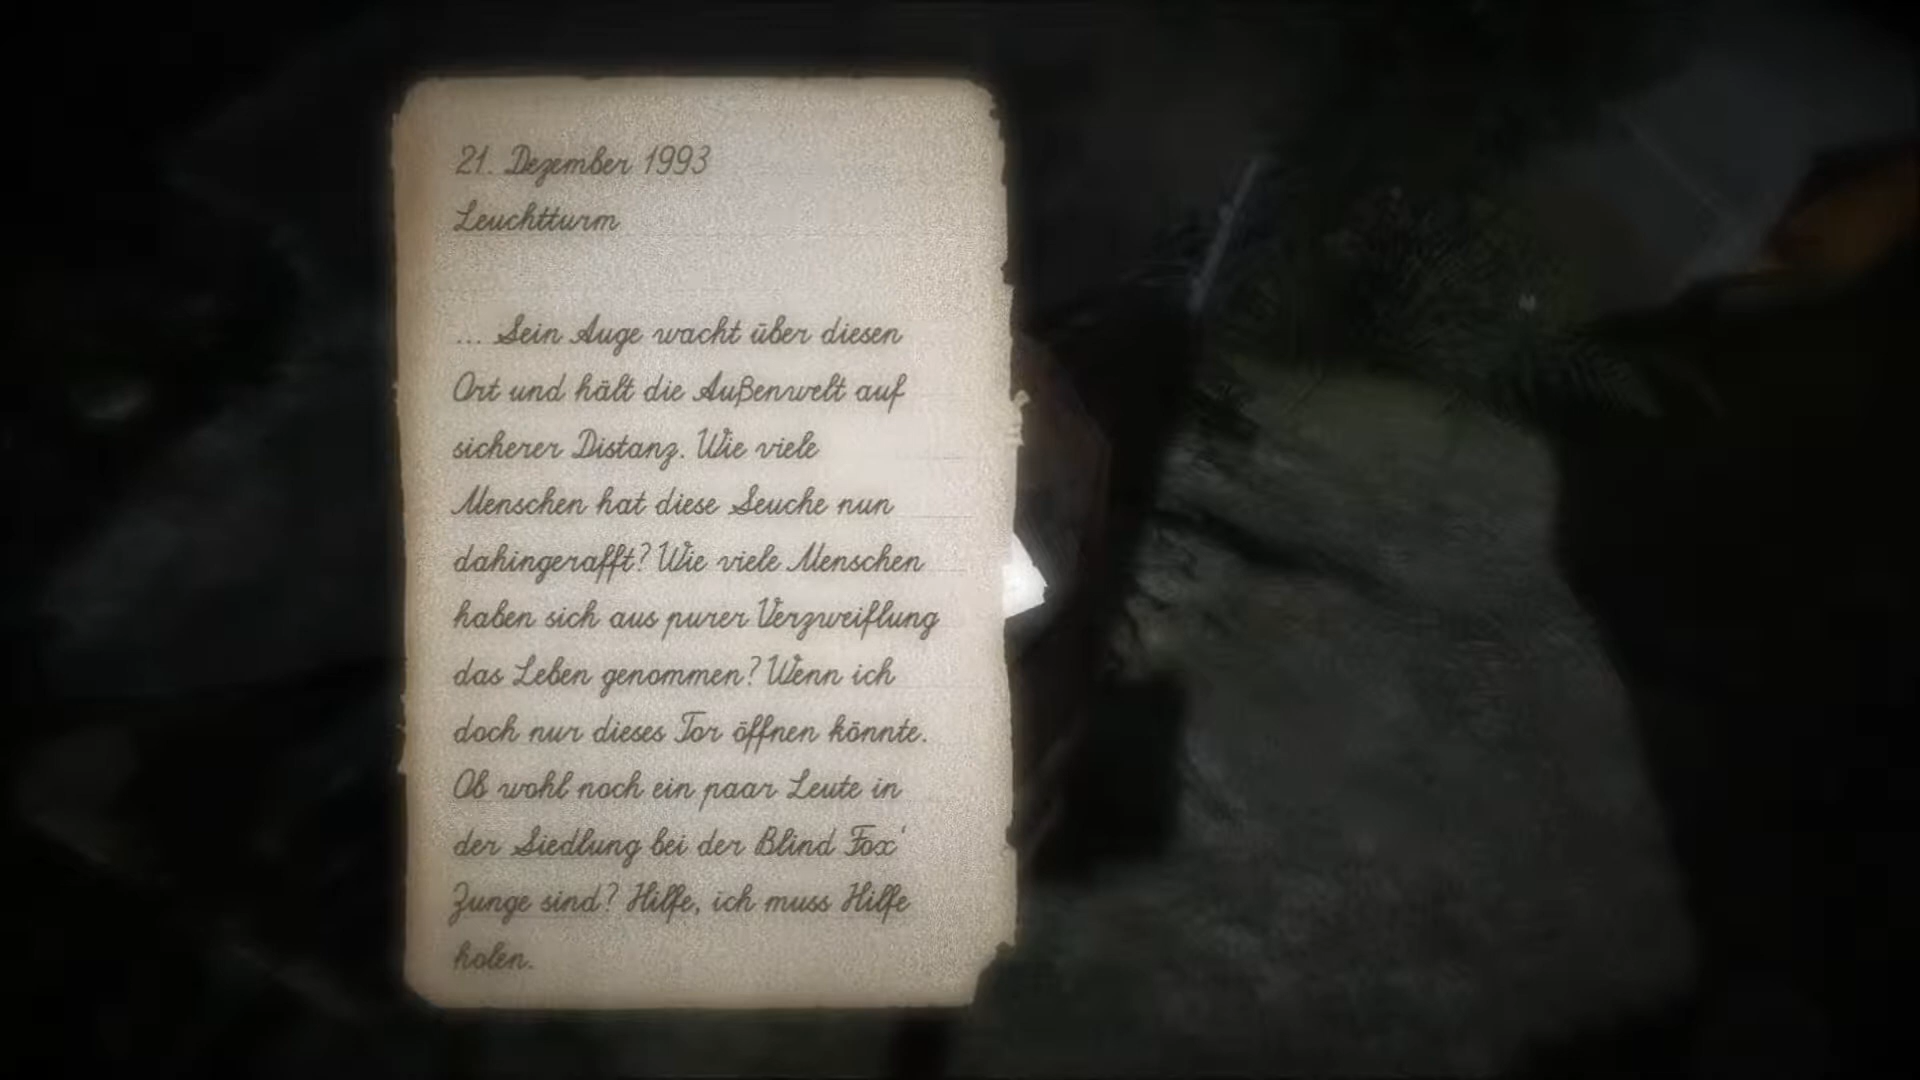 21. Dezember 1993
Leuchtturm
... Sein Auge wacht über diesen
Ort und hält die Außenwelt auf
sicherer Distanz. Wie viele
Menschen hat diese Seuche nun
dahingerafft? Wie viele Menschen
haben sich aus purer Verzweiflung
das Leben genommen? Wenn ich
doch nur dieses Tor öffnen könnte.
Ob wohl noch ein paar Leute in
der Siedlung bei der Blind Fox'
Zunge sind? Hilfe, ich muss Hilfe
holen.